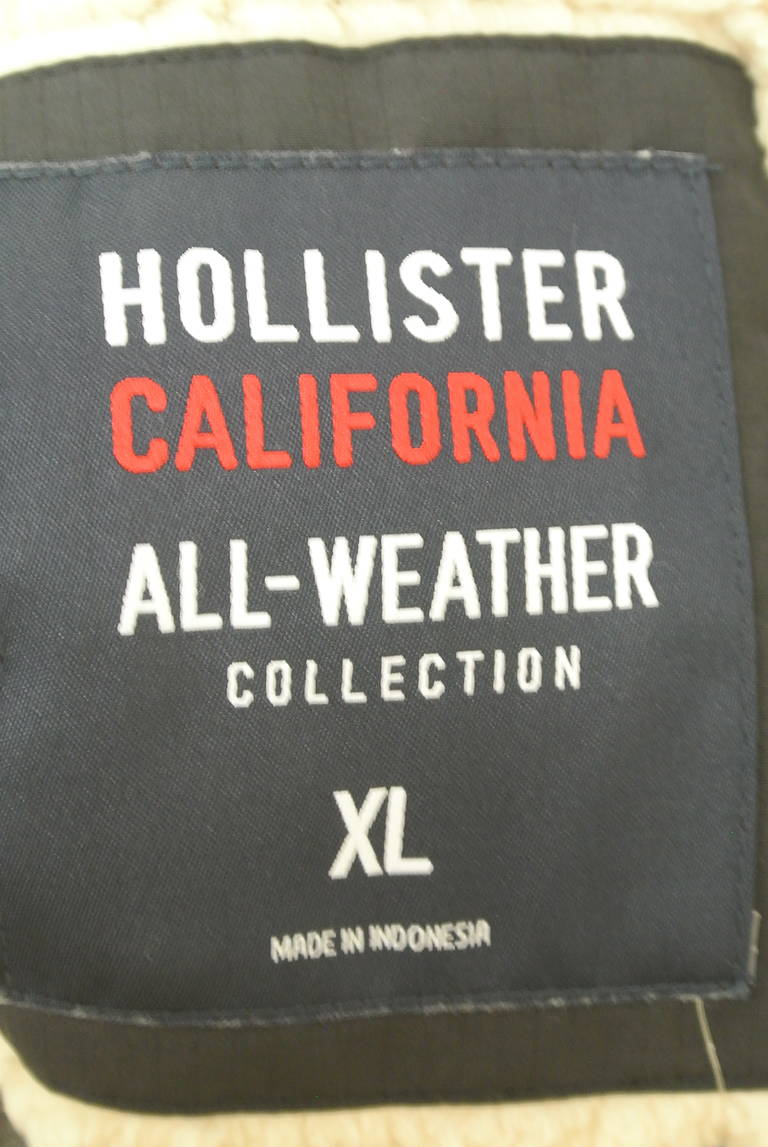 HOLLISTER
CALIFORNIA
ALL-WEATHER
COLLECTION
XL
MADE IN INDONESIA